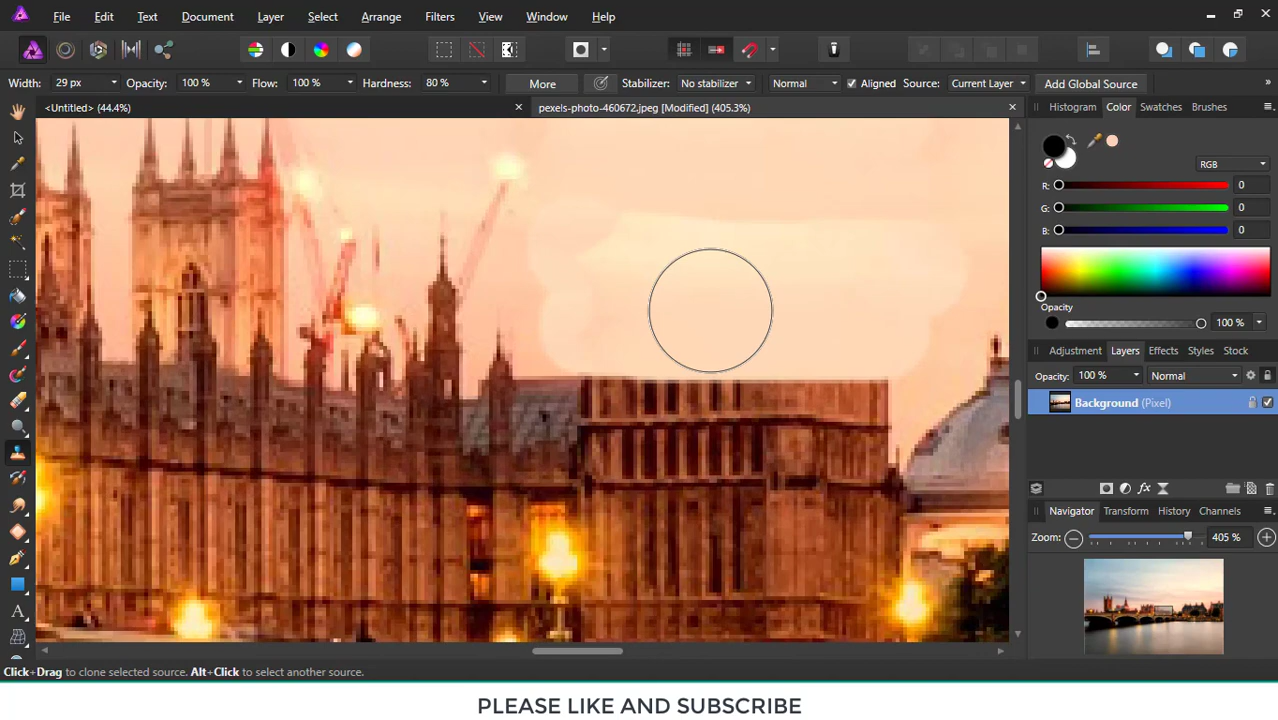 File Edit Text Document Layer Select Arrange Filters View Window Help
Width: 29 px Opacity: 100 % Flow: 100 % Hardness: 80 % More Stabilizer: No stabilizer Normal Aligned Source: Current Layer Add Global Source
<Untitled> (44.4%) pexels-photo-460672.jpeg [Modified] (405.3%)
Histogram Color Swatches Brushes
RGB
R: 0
G: 0
B: 0
Opacity
100 %
Adjustment Layers Effects Styles Stock
Opacity: 100 % Normal
Background (Pixel)
Navigator Transform History Channels
Zoom: 405 %
Click+Drag to clone selected source. Alt+Click to select another source.
PLEASE LIKE AND SUBSCRIBE